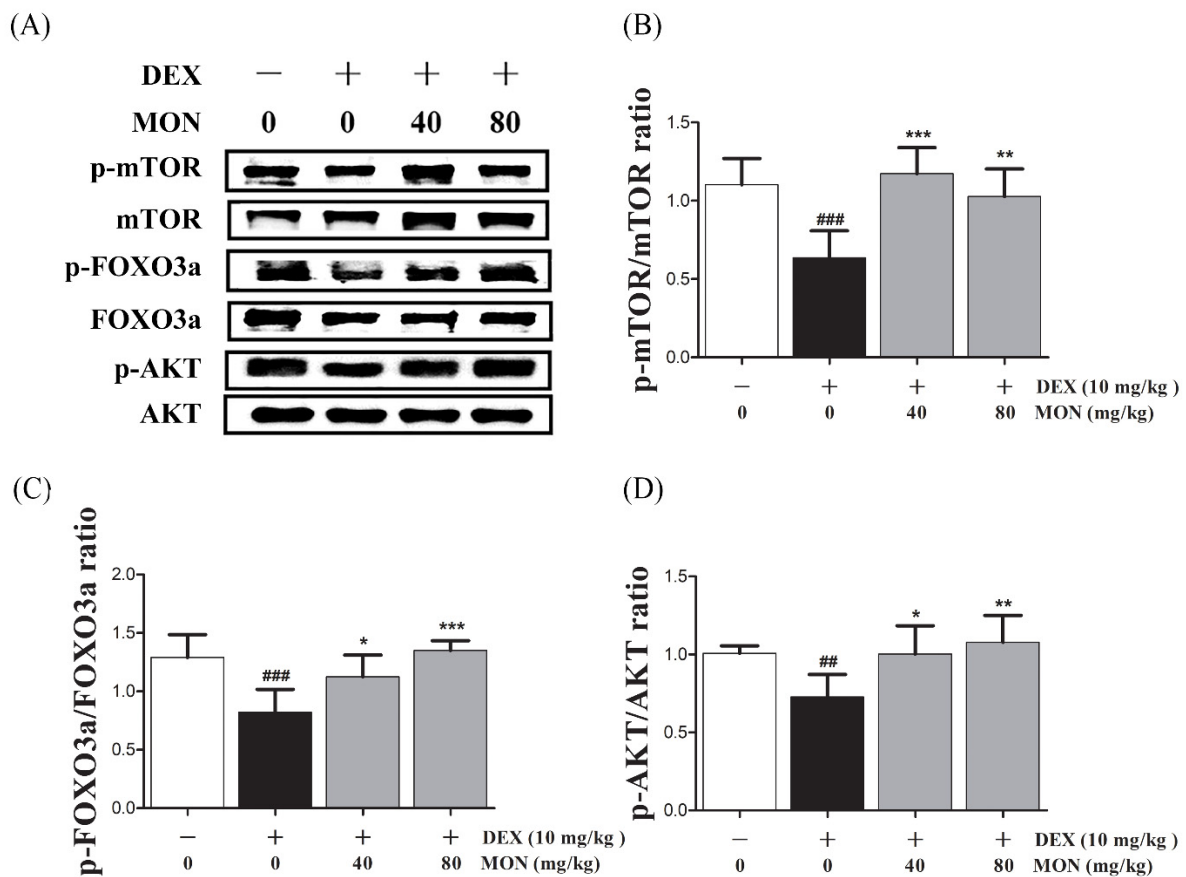 (A)
DEX − + + +
MON 0 0 40 80
p-mTOR
mTOR
p-FOXO3a
FOXO3a
p-AKT
AKT
(B)
p-mTOR/mTOR ratio
1.5
1.0
0.5
0.0
###
***
**
− + + + DEX (10 mg/kg )
0 0 40 80 MON (mg/kg)
(C)
p-FOXO3a/FOXO3a ratio
2.0
1.5
1.0
0.5
0.0
###
*
***
− + + + DEX (10 mg/kg )
0 0 40 80 MON (mg/kg)
(D)
p-AKT/AKT ratio
1.5
1.0
0.5
0.0
##
*
**
− + + + DEX (10 mg/kg )
0 0 40 80 MON (mg/kg)